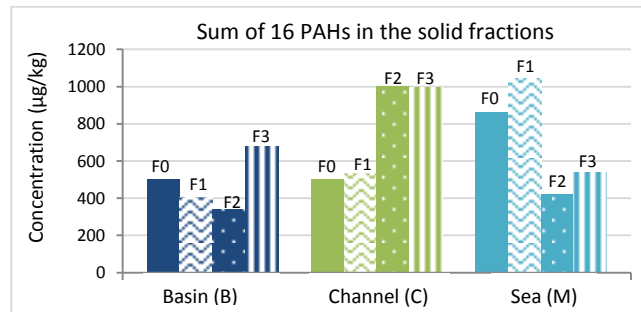 Sum of 16 PAHs in the solid fractions
Concentration (µg/kg)
1200
1000
800
600
400
200
0
F0
F1
F2
F3
F0
F1
F2
F3
F0
F1
F2
F3
Basin (B)
Channel (C)
Sea (M)